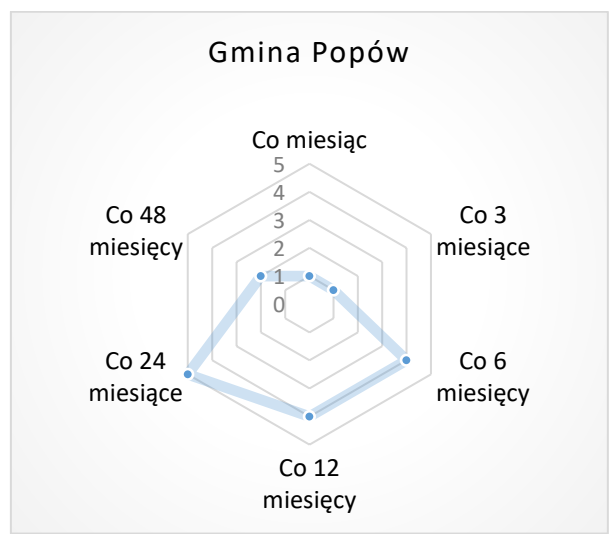 Gmina Popów
Co miesiąc
5
4
3
2
1
0
Co 3
miesiące
Co 6
miesięcy
Co 12
miesięcy
Co 24
miesiące
Co 48
miesięcy